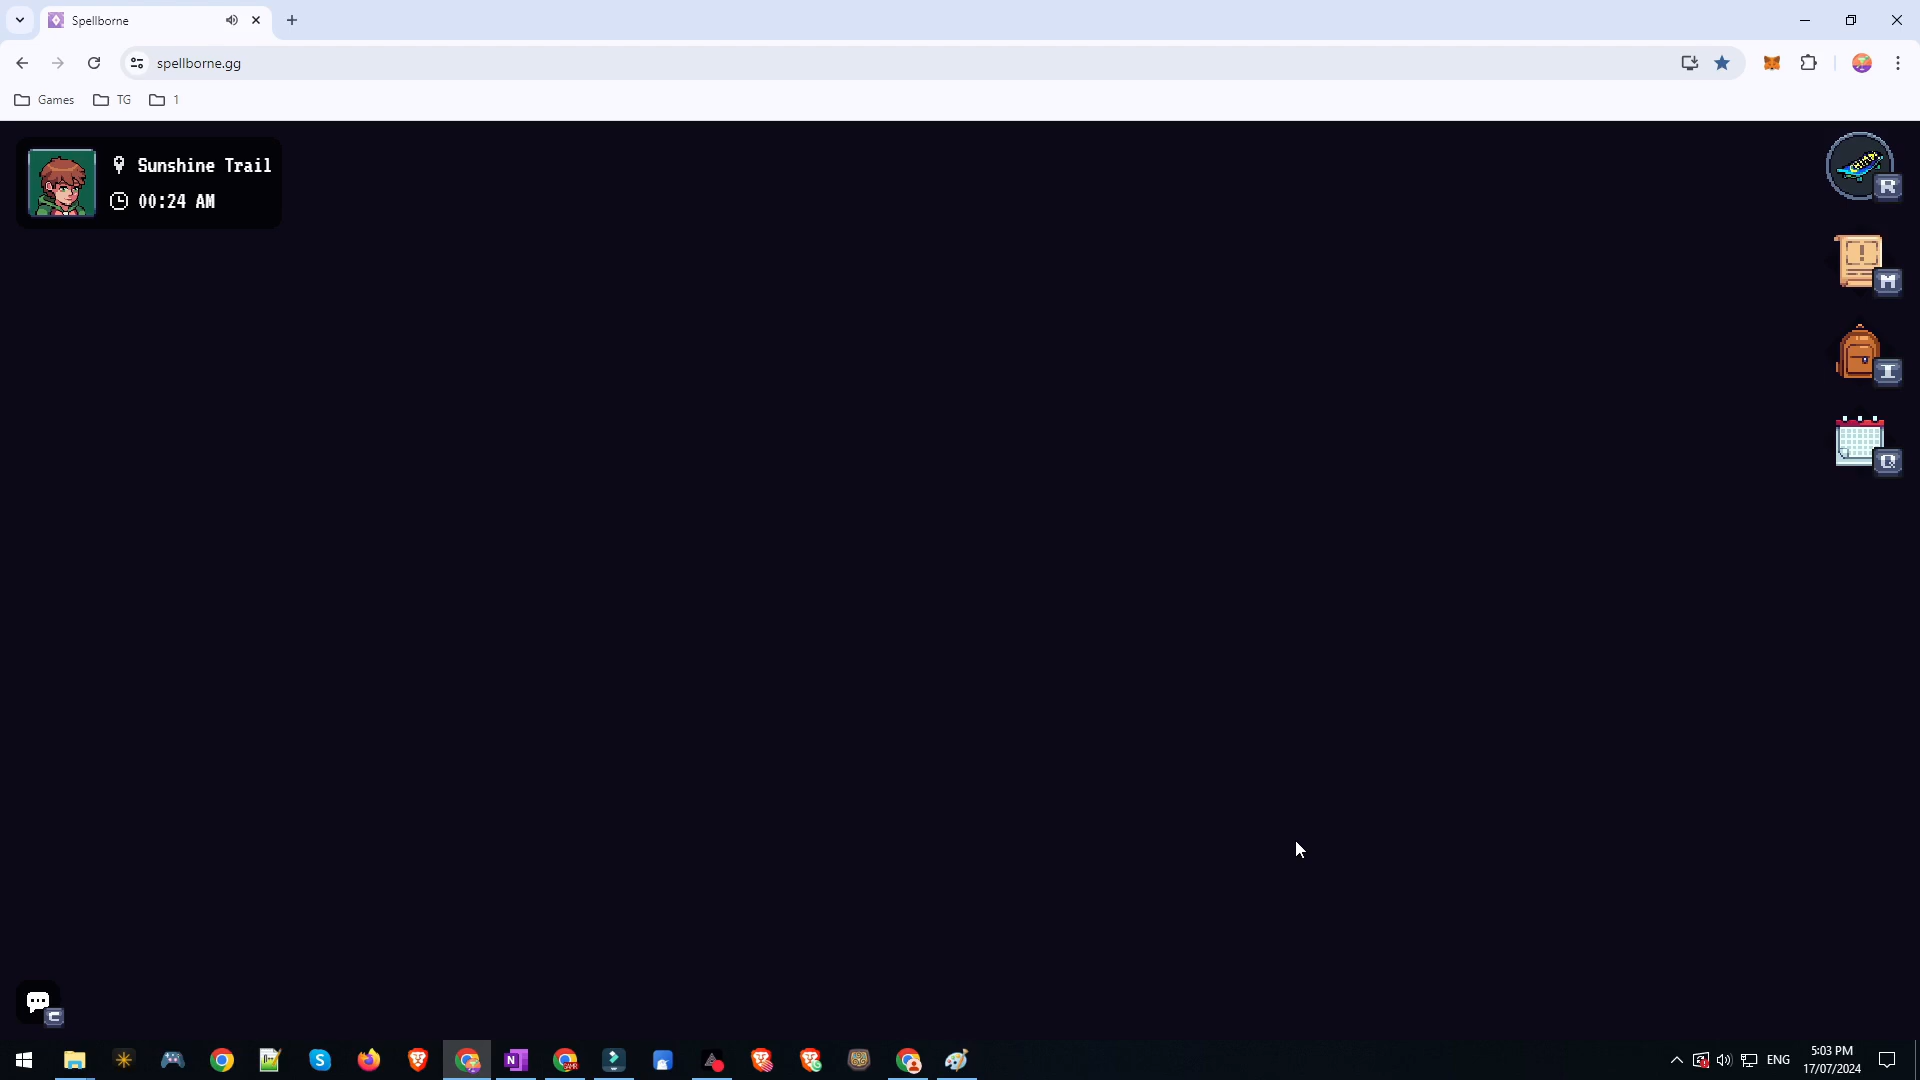 Spellborne
spellborne.gg
Games
TG
1
Sunshine Trail
00:24 AM
R
M
I
Q
C
ENG
5:03 PM
17/07/2024